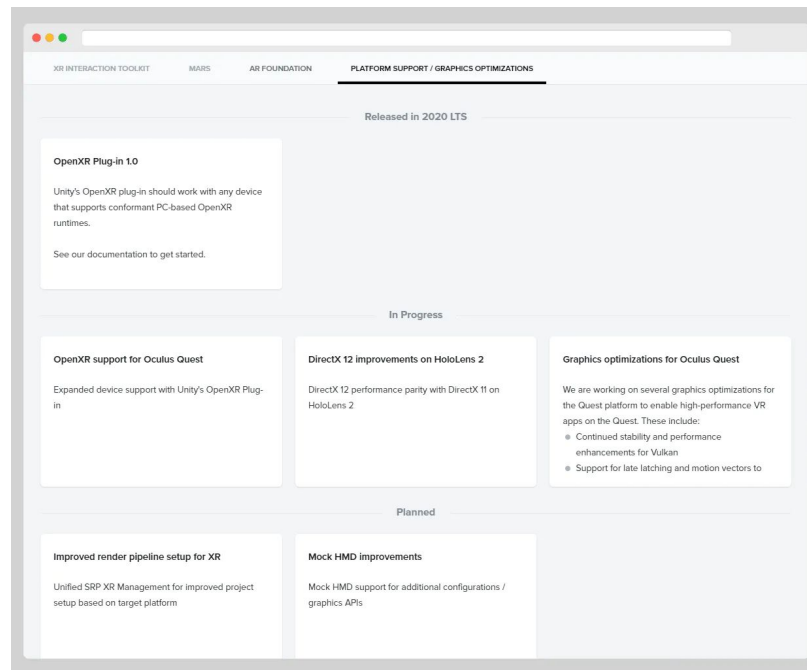 XR INTERACTION TOOLKIT MARS AR FOUNDATION PLATFORM SUPPORT / GRAPHICS OPTIMIZATIONS
Released in 2020 LTS
OpenXR Plug-in 1.0
Unity's OpenXR plug-in should work with any device
that supports conformant PC-based OpenXR
runtimes.
See our documentation to get started.
In Progress
OpenXR support for Oculus Quest
Expanded device support with Unity's OpenXR Plug-
in
DirectX 12 improvements on HoloLens 2
DirectX 12 performance parity with DirectX 11 on
HoloLens 2
Graphics optimizations for Oculus Quest
We are working on several graphics optimizations for
the Quest platform to enable high-performance VR
apps on the Quest. These include:
Continued stability and performance
enhancements for Vulkan
Support for late latching and motion vectors to
Planned
Improved render pipeline setup for XR
Unified SRP XR Management for improved project
setup based on target platform
Mock HMD improvements
Mock HMD support for additional configurations /
graphics APIs